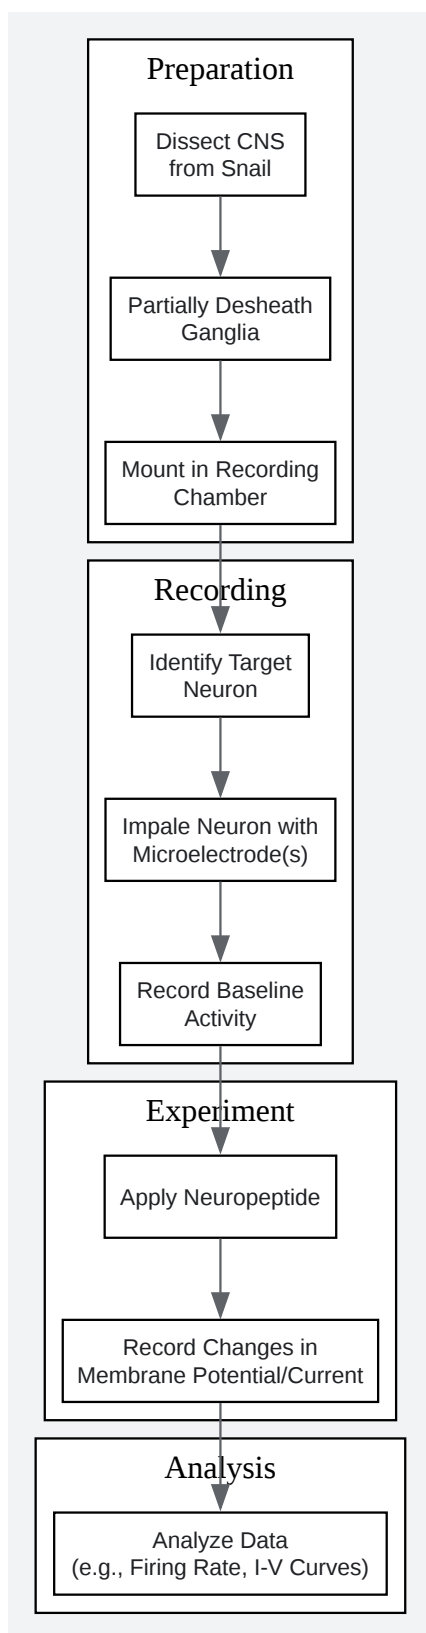 Preparation
Dissect CNS
from Snail
Partially Desheath
Ganglia
Mount in Recording
Chamber
Recording
Identify Target
Neuron
Impale Neuron with
Microelectrode(s)
Record Baseline
Activity
Experiment
Apply Neuropeptide
Record Changes in
Membrane Potential/Current
Analysis
Analyze Data
(e.g., Firing Rate, I-V Curves)